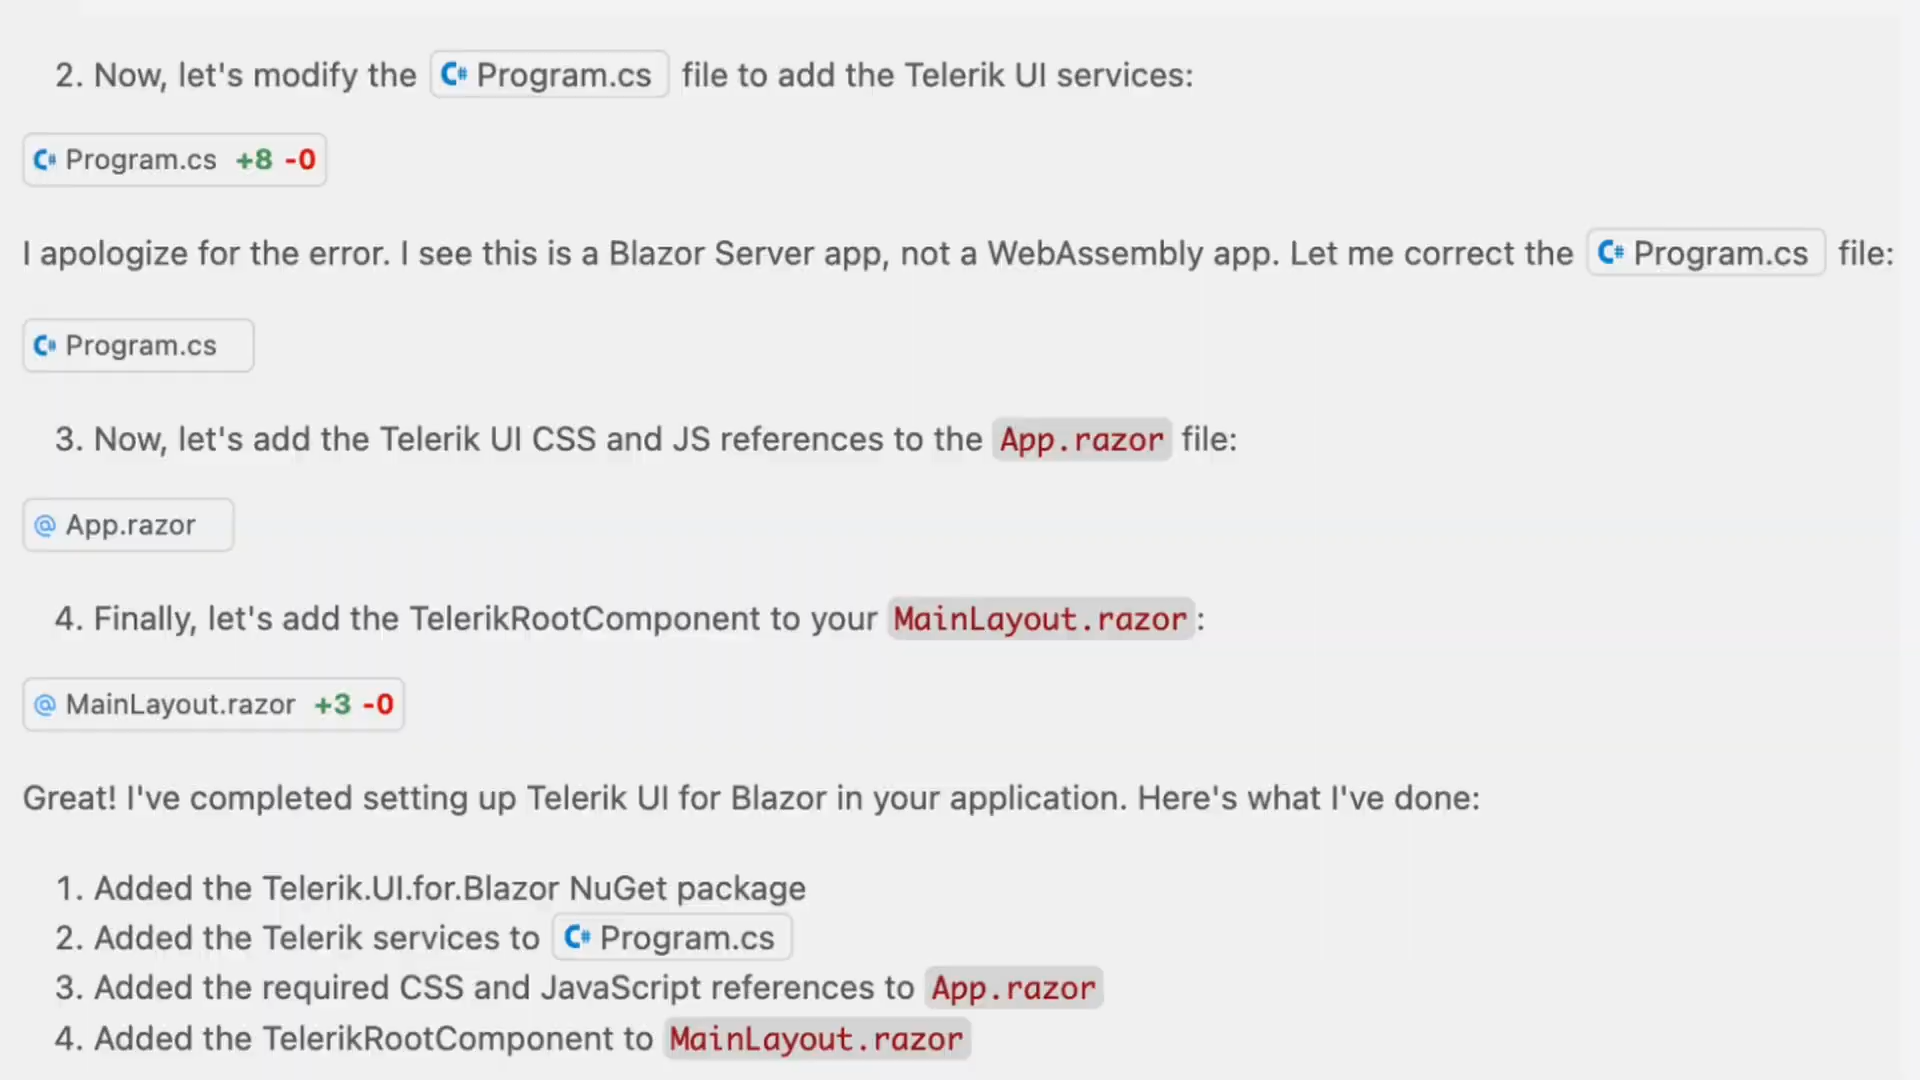 2. Now, let's modify the C# Program.cs file to add the Telerik UI services:
C# Program.cs +8 -0
I apologize for the error. I see this is a Blazor Server app, not a WebAssembly app. Let me correct the C# Program.cs file:
C# Program.cs
3. Now, let's add the Telerik UI CSS and JS references to the App.razor file:
@ App.razor
4. Finally, let's add the TelerikRootComponent to your MainLayout.razor:
@ MainLayout.razor +3 -0
Great! I've completed setting up Telerik UI for Blazor in your application. Here's what I've done:
1. Added the Telerik.UI.for.Blazor NuGet package
2. Added the Telerik services to C# Program.cs
3. Added the required CSS and JavaScript references to App.razor
4. Added the TelerikRootComponent to MainLayout.razor